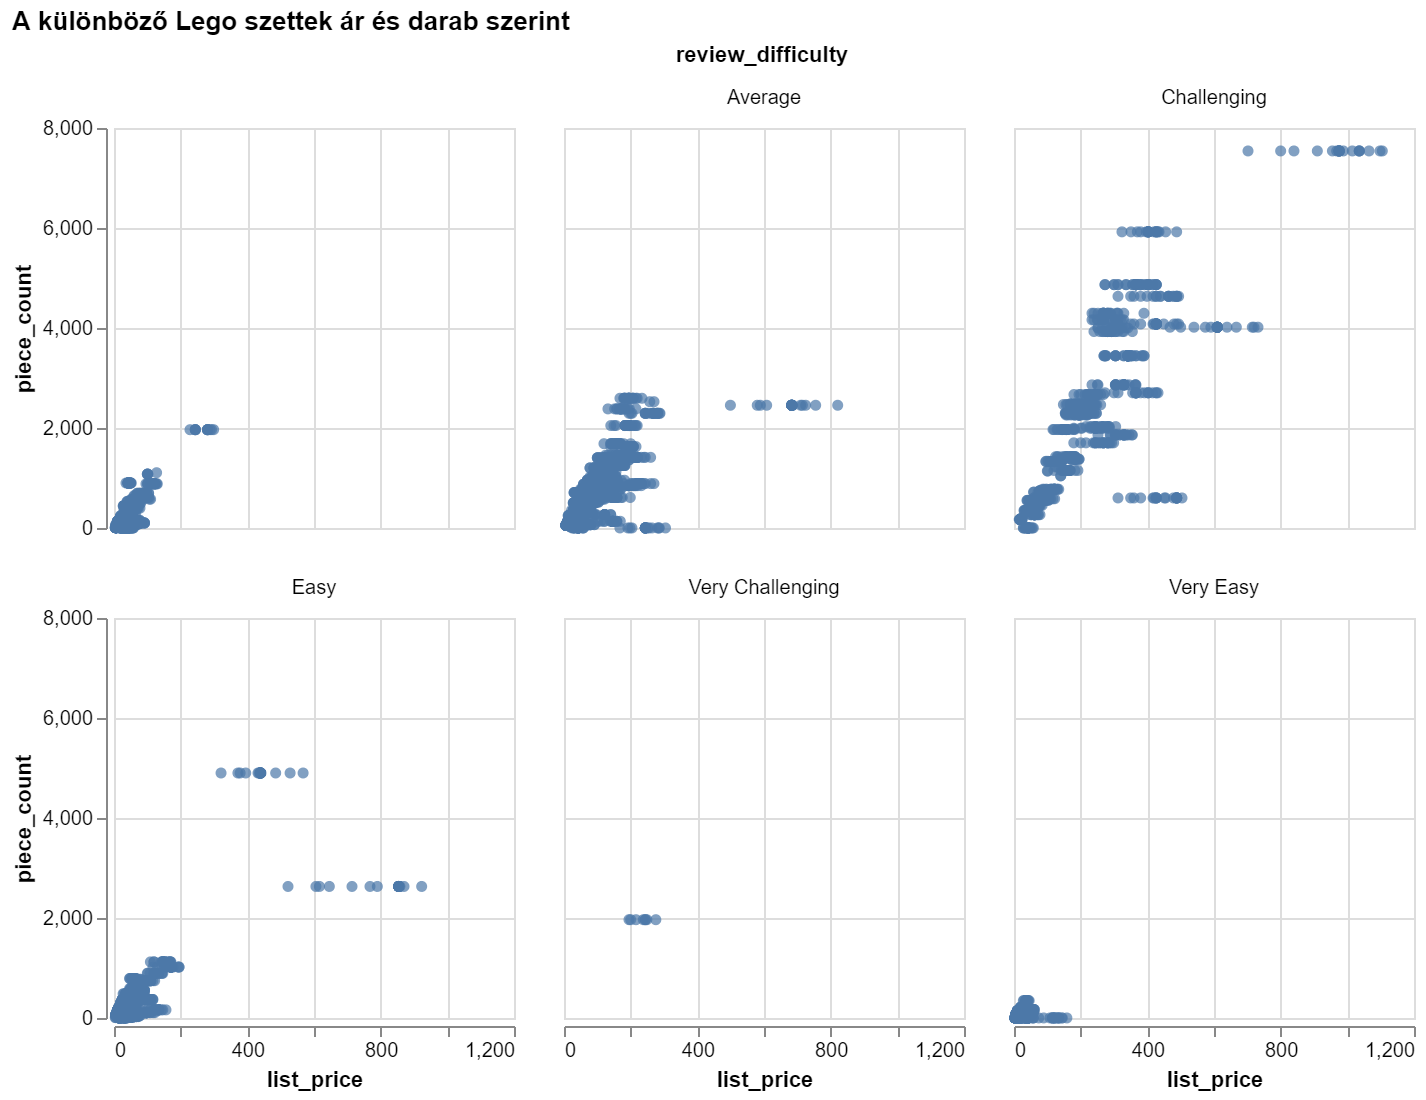 A különböző Lego szettek ár és darab szerint
review_difficulty
Average
Challenging
8,000
6,000
4,000
2,000
0
piece_count
Easy
Very Challenging
Very Easy
8,000
6,000
4,000
2,000
0
piece_count
0 400 800 1,200
0 400 800 1,200
0 400 800 1,200
list_price
list_price
list_price